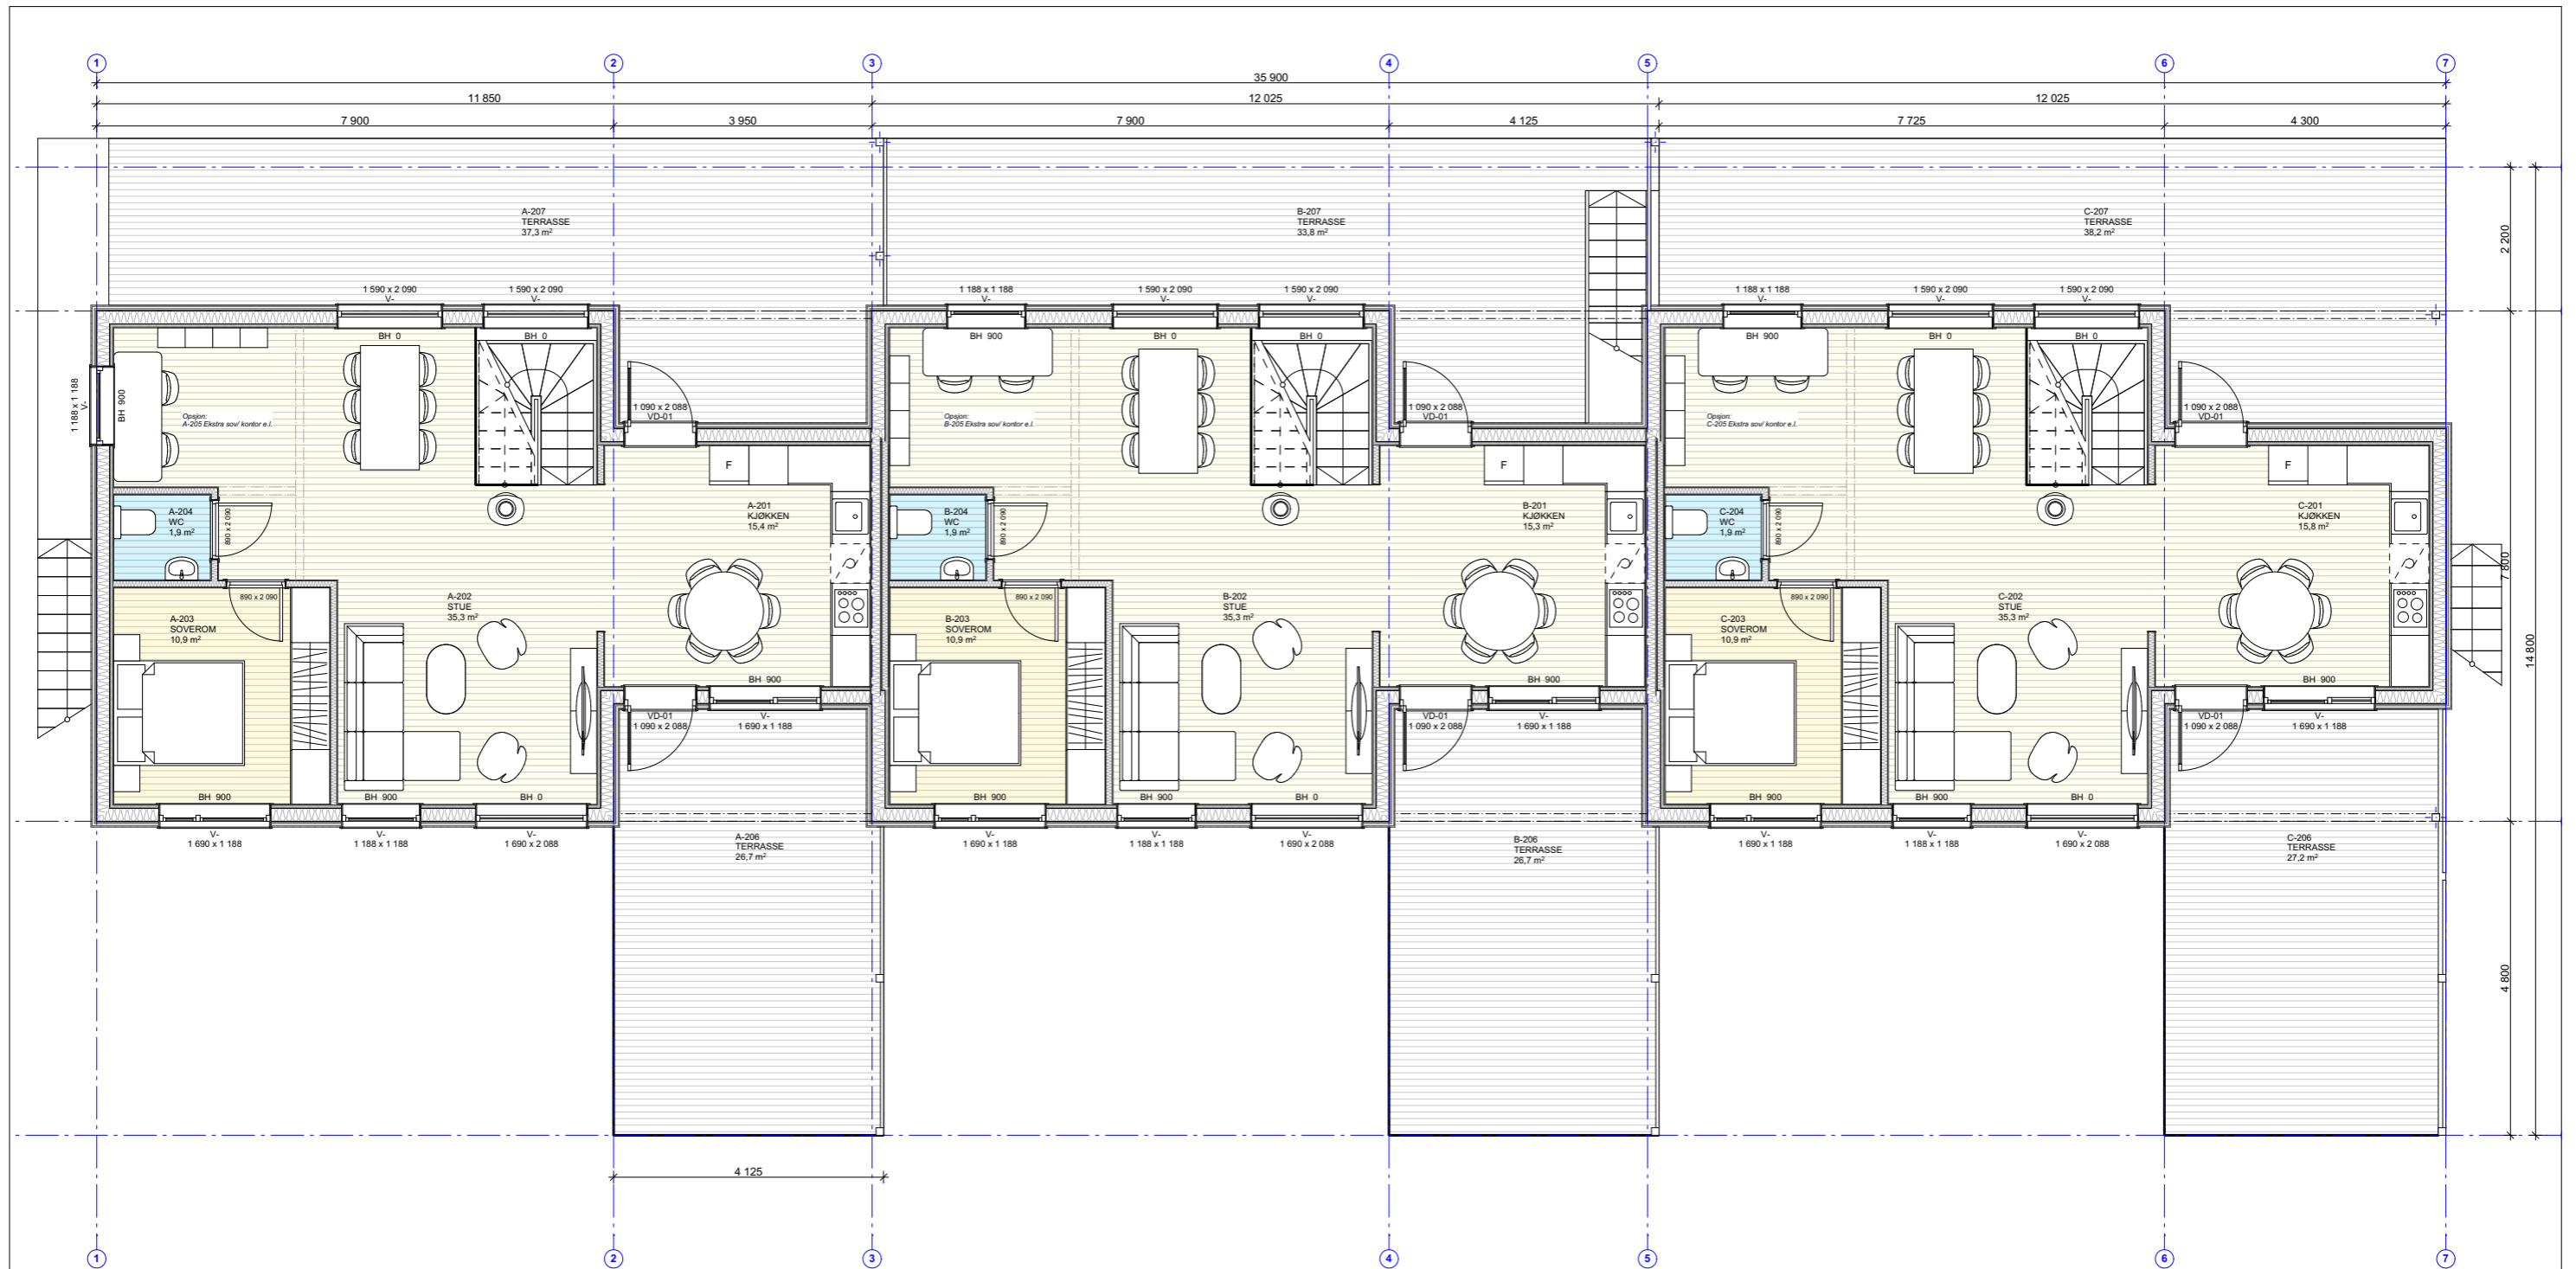 1 2 3 4 5 6 7
35 900
11 850 12 025 12 025
7 900 3 950 7 900 4 125 7 725 4 300
A-207
TERRASSE
37,3 m²
B-207
TERRASSE
33,8 m²
C-207
TERRASSE
38,2 m²
2 200
7 800
14 800
4 800
1 590 x 2 090
V-
1 590 x 2 090
V-
1 188 x 1 188
V-
1 590 x 2 090
V-
1 590 x 2 090
V-
1 188 x 1 188
V-
1 590 x 2 090
V-
1 590 x 2 090
V-
BH 0
BH 0
BH 900
BH 0
BH 0
BH 900
BH 0
BH 0
1 188 x 1 188
V-
BH 900
Opsjon:
A-205 Ekstra sov/ kontor e.l.
1 090 x 2 088
VD-01
Opsjon:
B-205 Ekstra sov/ kontor e.l.
1 090 x 2 088
VD-01
Opsjon:
C-205 Ekstra sov/ kontor e.l.
1 090 x 2 088
VD-01
F
F
F
A-204
WC
1,9 m²
890 x 2 090
A-201
KJØKKEN
15,4 m²
B-204
WC
1,9 m²
890 x 2 090
B-201
KJØKKEN
15,3 m²
C-204
WC
1,9 m²
890 x 2 090
C-201
KJØKKEN
15,8 m²
890 x 2 090
A-203
SOVEROM
10,9 m²
A-202
STUE
35,3 m²
890 x 2 090
B-203
SOVEROM
10,9 m²
B-202
STUE
35,3 m²
890 x 2 090
C-203
SOVEROM
10,9 m²
C-202
STUE
35,3 m²
BH 900
BH 900
BH 900
VD-01
1 090 x 2 088
V-
1 690 x 1 188
VD-01
1 090 x 2 088
V-
1 690 x 1 188
VD-01
1 090 x 2 088
V-
1 690 x 1 188
BH 900
BH 900
BH 0
BH 900
BH 900
BH 0
BH 900
BH 900
BH 0
V-
1 690 x 1 188
V-
1 188 x 1 188
V-
1 690 x 2 088
V-
1 690 x 1 188
V-
1 188 x 1 188
V-
1 690 x 2 088
V-
1 690 x 1 188
V-
1 188 x 1 188
V-
1 690 x 2 088
A-206
TERRASSE
26,7 m²
B-206
TERRASSE
26,7 m²
C-206
TERRASSE
27,2 m²
4 125
1 2 3 4 5 6 7